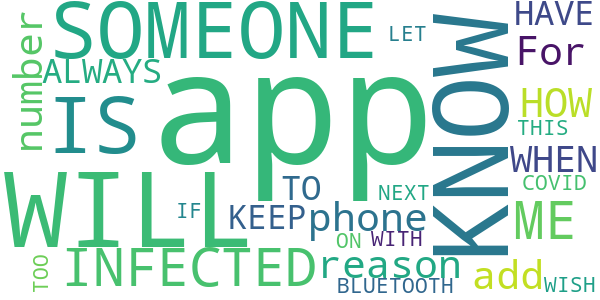 SOMEONE
LET
HAVE
number
ALWAYS
app
KNOW
For
IS
HOW
THIS
WHEN
WILL
TO
NEXT
COVID
IF
KEEP
phone
ME
ON
WITH
TOO
INFECTED
reason
BLUETOOTH
add
WISH